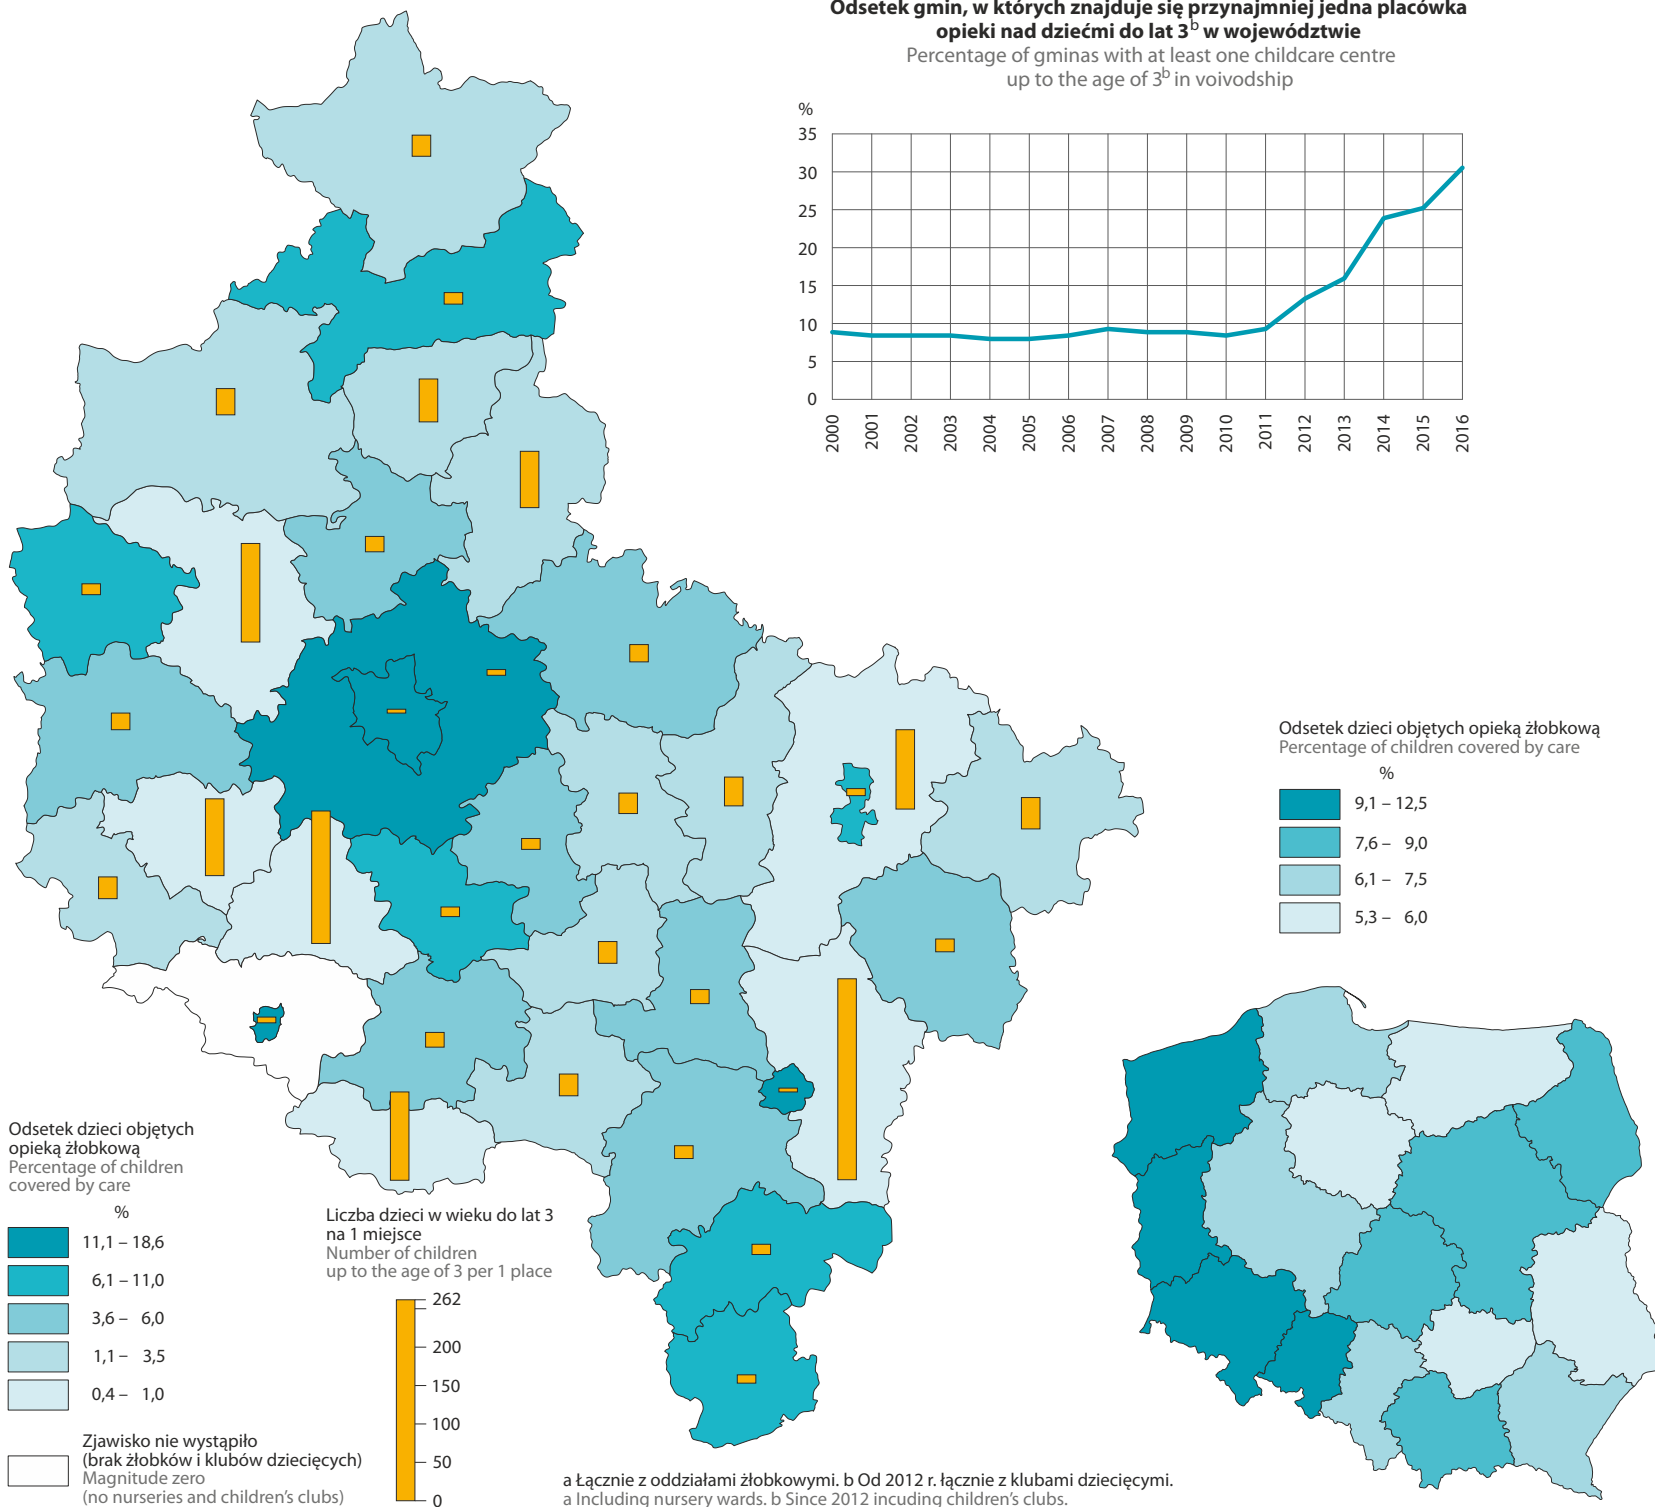 Odsetek gmin, w których znajduje się przynajmniej jedna placówka
opieki nad dziećmi do lat 3 b w województwie
Percentage of gminas with at least one childcare centre
up to the age of 3 b in voivodship
%
35
30
25
20
15
10
5
0
2000
2001
2002
2003
2004
2005
2006
2007
2008
2009
2010
2011
2012
2013
2014
2015
2016
Odsetek dzieci objętych opieką żłobkową
Percentage of children covered by care
%
9,1 – 12,5
7,6 – 9,0
6,1 – 7,5
5,3 – 6,0
Odsetek dzieci objętych
opieką żłobkową
Percentage of children
covered by care
%
11,1 – 18,6
6,1 – 11,0
3,6 – 6,0
1,1 – 3,5
0,4 – 1,0
Zjawisko nie wystąpiło
(brak żłobków i klubów dziecięcych)
Magnitude zero
(no nurseries and children's clubs)
Liczba dzieci w wieku do lat 3
na 1 miejsce
Number of children
up to the age of 3 per 1 place
262
200
150
100
50
0
a Łącznie z oddziałami żłobkowymi. b Od 2012 r. łącznie z klubami dziecięcymi.
a Including nursery wards. b Since 2012 incuding children's clubs.